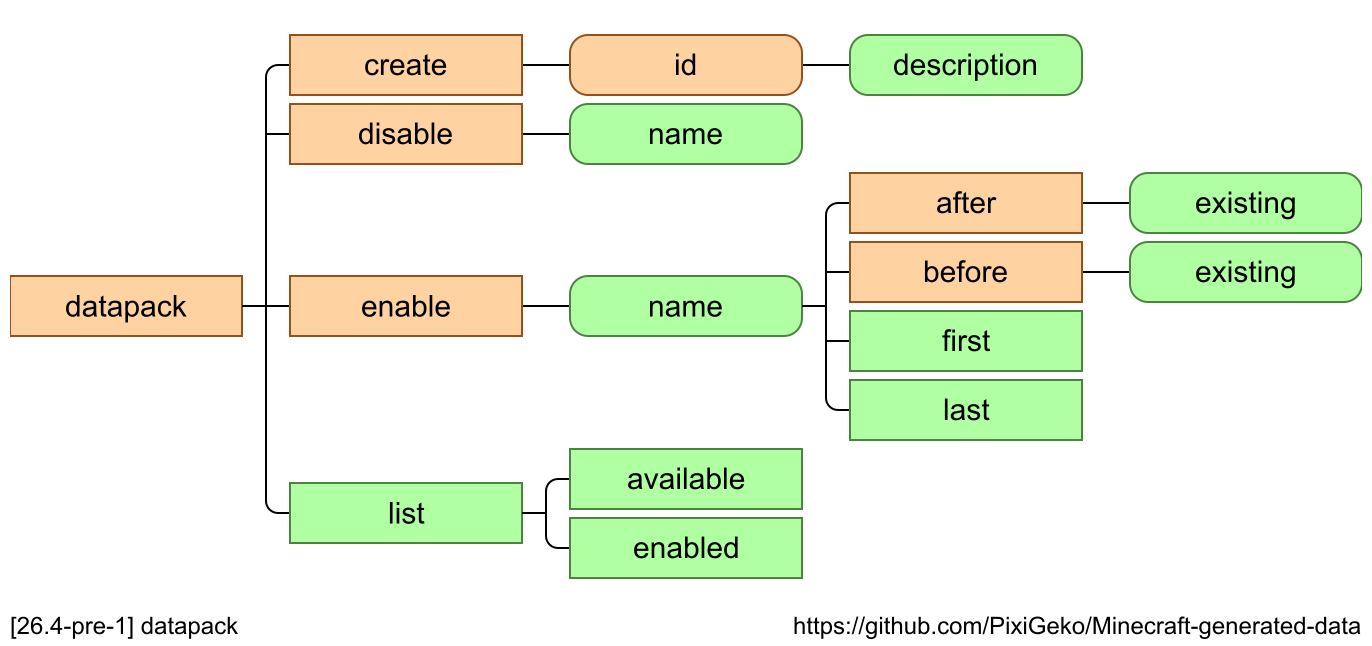 create id description
disable name
after existing
before existing
datapack enable name
first
last
available
list
enabled
[26.4-pre-1] datapack
https://github.com/PixiGeko/Minecraft-generated-data